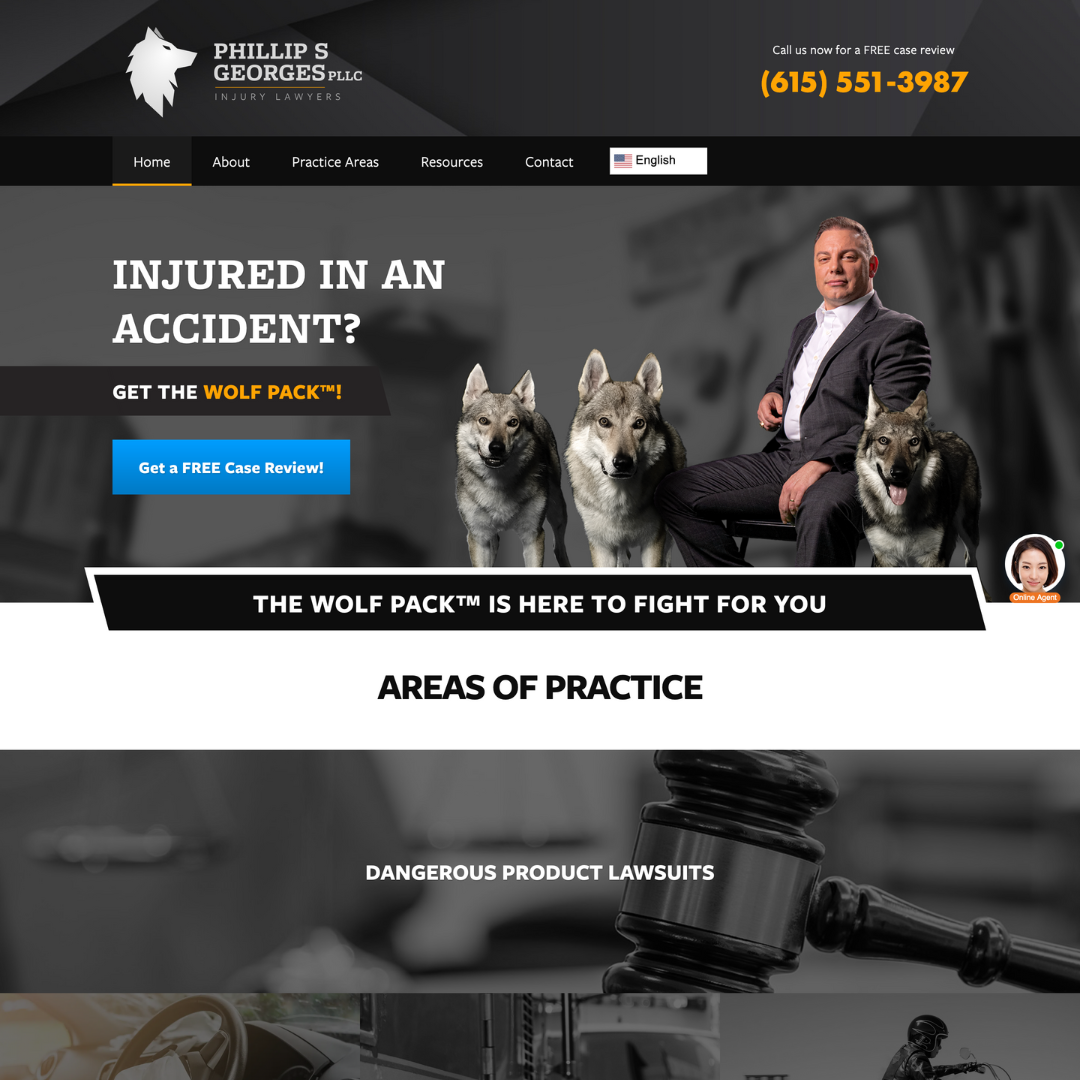 PHILLIP S
GEORGES PLLC
INJURY LAWYERS
Call us now for a FREE case review
(615) 551-3987
Home
About
Practice Areas
Resources
Contact
English
INJURED IN AN
ACCIDENT?
GET THE WOLF PACK™!
Get a FREE Case Review!
Online Agent
THE WOLF PACK™ IS HERE TO FIGHT FOR YOU
AREAS OF PRACTICE
DANGEROUS PRODUCT LAWSUITS